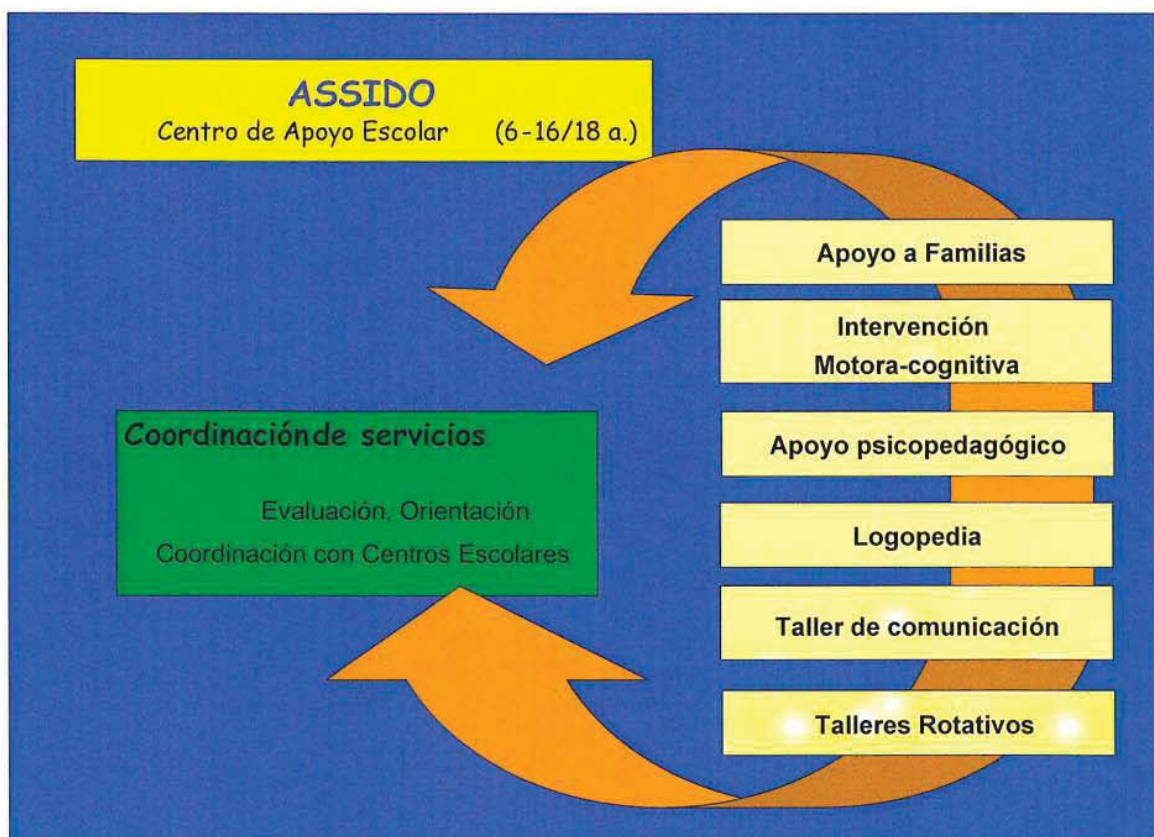 ASSIDO
Centro de Apoyo Escolar (6-16/18 a.)
Apoyo a Familias
Intervención
Motora-cognitiva
Apoyo psicopedagógico
Logopedia
Taller de comunicación
Talleres Rotativos
Coordinaciónde servicios
Evaluación, Orientación
Coordinación con Centros Escolares